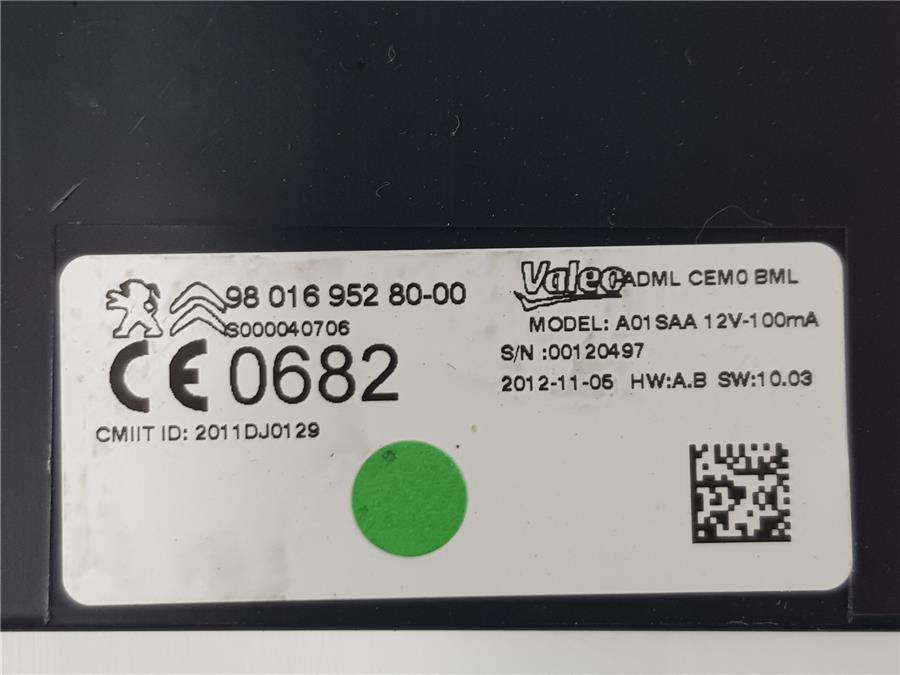 98 016 952 80-00
S000040706
CE 0682
CMIIT ID: 2011DJ0129
Valeo ADML CEM0 BML
MODEL: A01SAA 12V-100mA
S/N :00120497
2012-11-05 HW:A.B SW:10.03